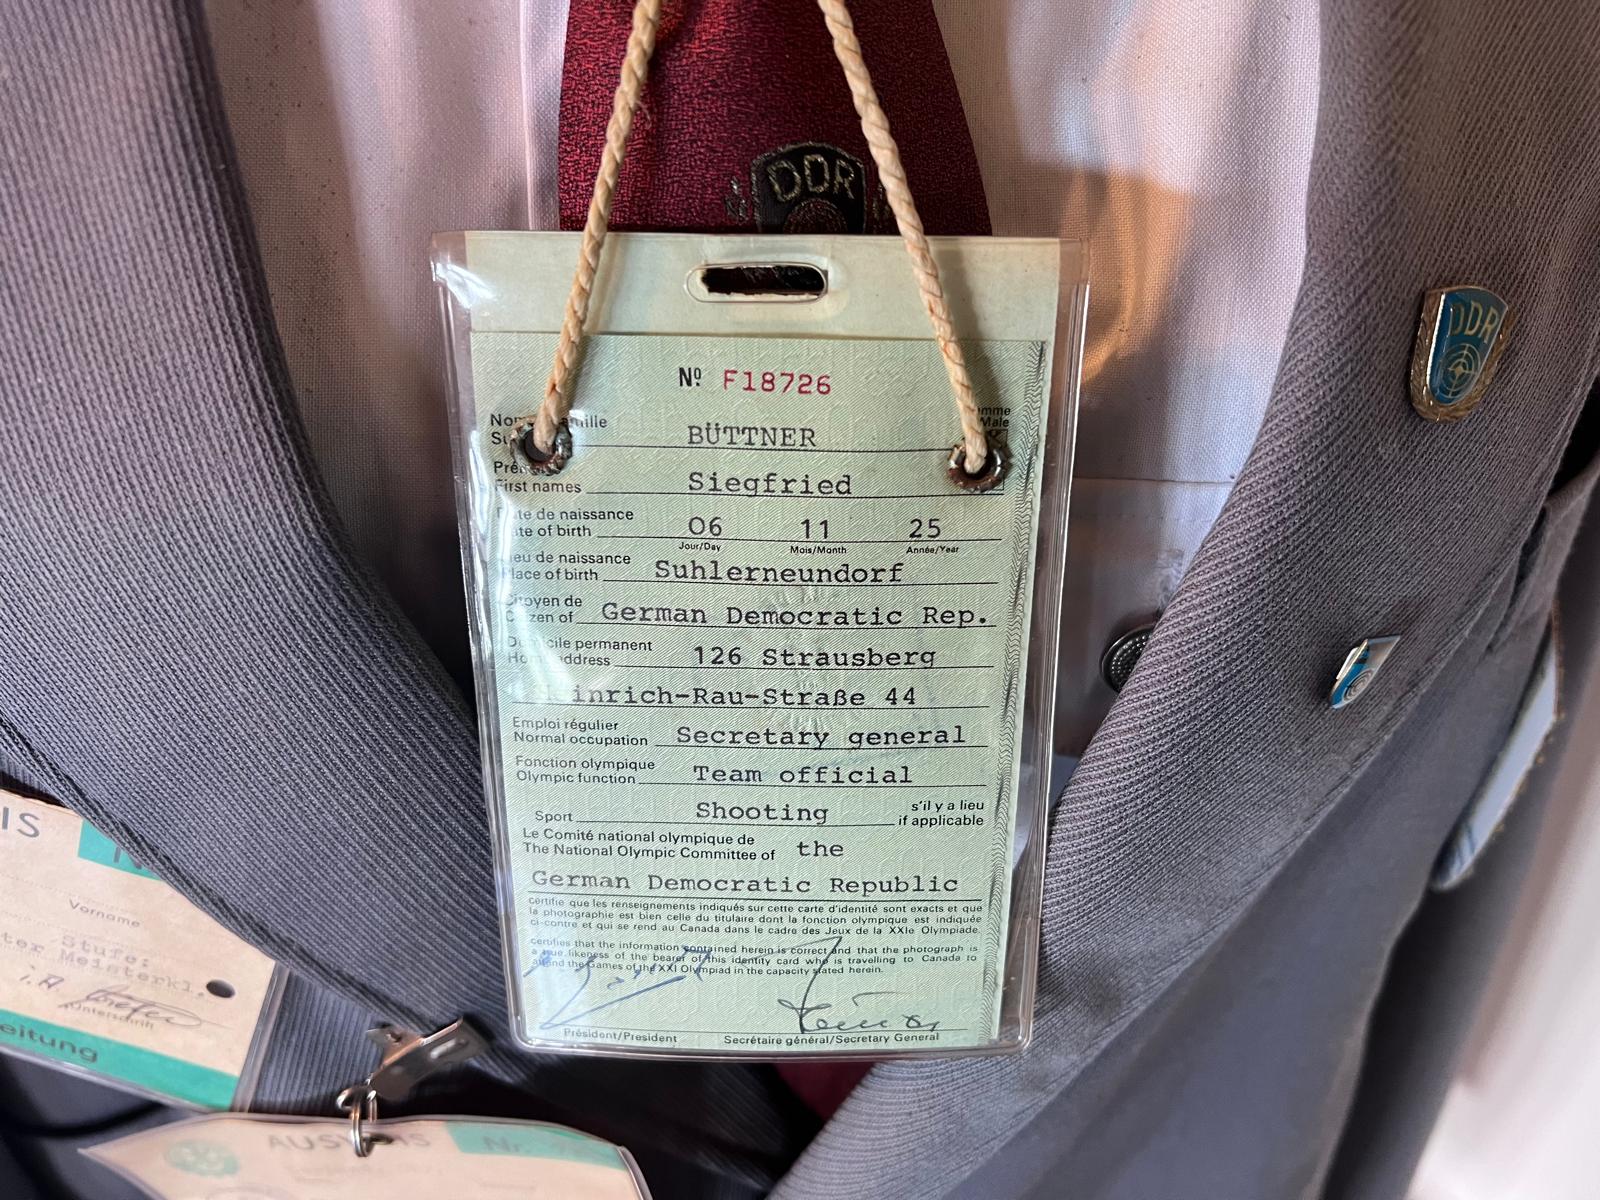 DDR
Nº F18726
BÜTTNER
Siegfried
First names
Date de naissance
Date of birth
06 11 25
Jour/Day Mois/Month Année/Year
Lieu de naissance
Place of birth Suhlerneundorf
Citoyen de
Citizen of German Democratic Rep.
Domicile permanent
Home address 126 Strausberg
Heinrich-Rau-Straße 44
Emploi régulier
Normal occupation Secretary general
Fonction olympique
Olympic function Team official
Sport Shooting s'il y a lieu
if applicable
Le Comité national olympique de
The National Olympic Committee of the
German Democratic Republic
certifie que les renseignements indiqués sur cette carte d'identité sont exacts et que
la photographie est bien celle du titulaire dont la fonction olympique est indiquée
ci-contre et qui se rend au Canada dans le cadre des Jeux de la XXIe Olympiade.
certifies that the information contained herein is correct and that the photograph is
a true likeness of the bearer of this identity card who is travelling to Canada to
attend the Games of the XXI Olympiad in the capacity stated herein.
Président/President Secrétaire général/Secretary General
DDR
Vorname
Stufe:
Meisterkl.
i.A.
Unterschrift
AUSWEIS Nr.